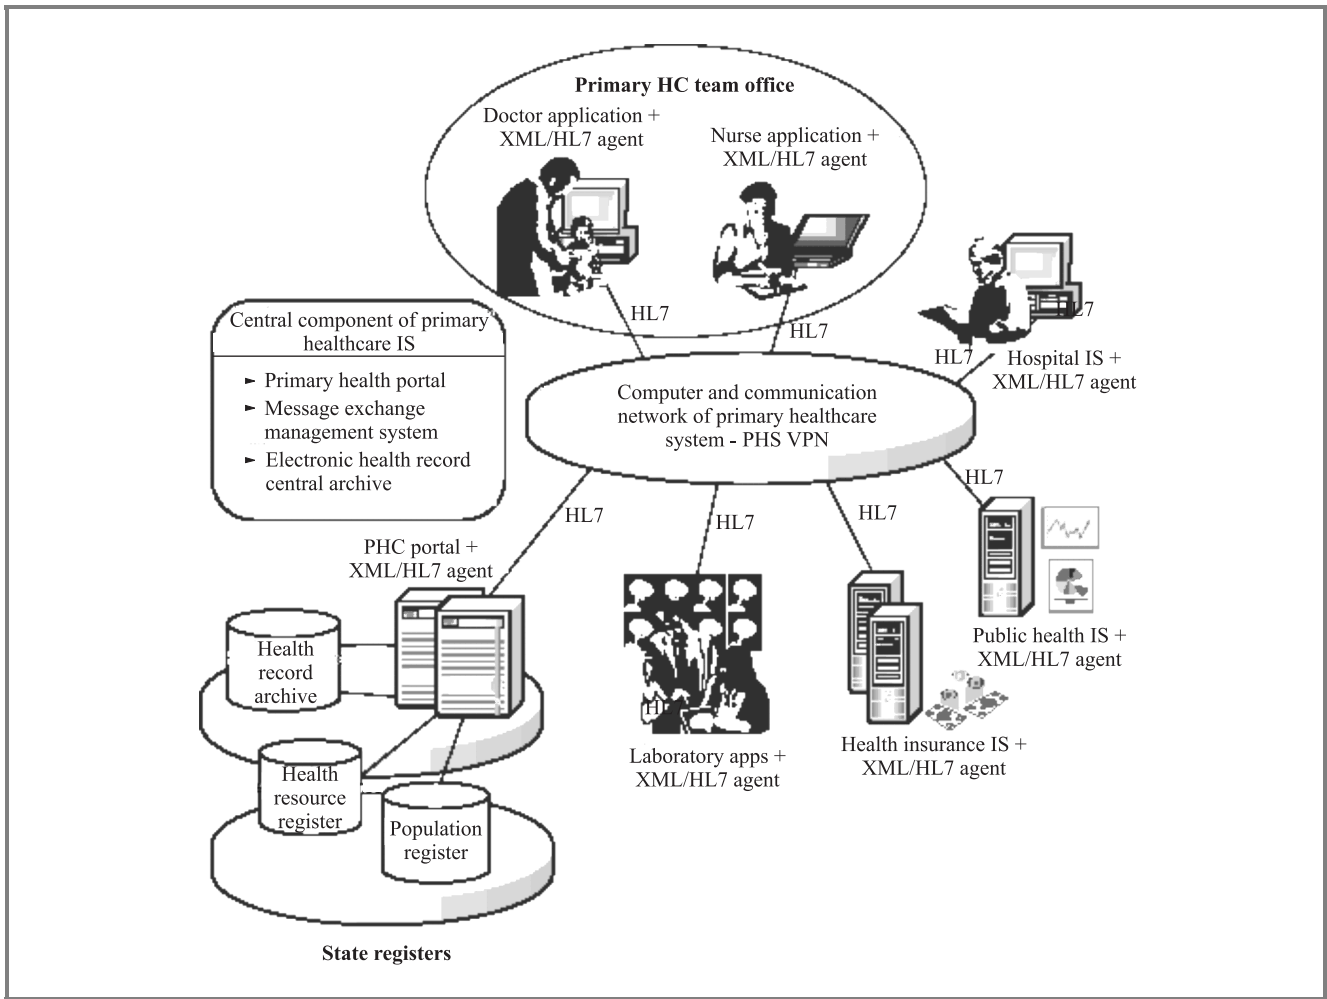 Primary HC team office
Doctor application +
XML/HL7 agent
Nurse application +
XML/HL7 agent
HL7
HL7
HL7
HL7
Hospital IS +
XML/HL7 agent
Central component of primary
healthcare IS
► Primary health portal
► Message exchange
management system
► Electronic health record
central archive
Computer and communication
network of primary healthcare
system - PHS VPN
HL7
HL7
HL7
HL7
PHC portal +
XML/HL7 agent
Health
record
archive
Health
resource
register
Population
register
State registers
HL7
Laboratory apps +
XML/HL7 agent
Health insurance IS +
XML/HL7 agent
Public health IS +
XML/HL7 agent